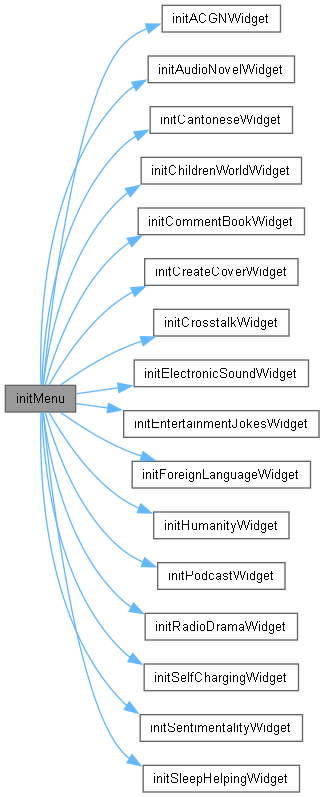 initACGNWidget
initAudioNovelWidget
initCantoneseWidget
initChildrenWorldWidget
initCommentBookWidget
initCreateCoverWidget
initCrosstalkWidget
initElectronicSoundWidget
initMenu
initEntertainmentJokesWidget
initForeignLanguageWidget
initHumanityWidget
initPodcastWidget
initRadioDramaWidget
initSelfChargingWidget
initSentimentalityWidget
initSleepHelpingWidget